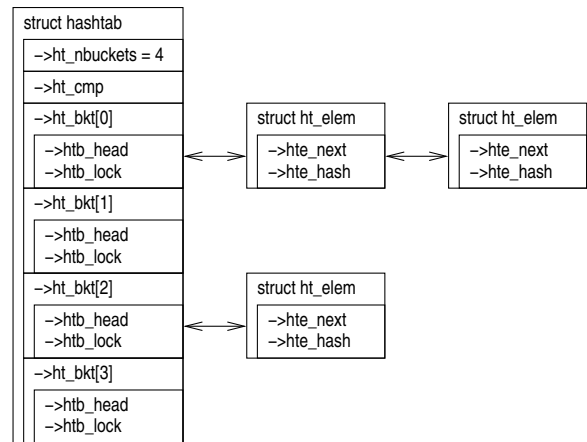 struct hashtab
−>ht_nbuckets = 4
−>ht_cmp
−>ht_bkt[0]
−>htb_head
−>htb_lock
struct ht_elem
−>hte_next
−>hte_hash
struct ht_elem
−>hte_next
−>hte_hash
−>ht_bkt[1]
−>htb_head
−>htb_lock
−>ht_bkt[2]
−>htb_head
−>htb_lock
struct ht_elem
−>hte_next
−>hte_hash
−>ht_bkt[3]
−>htb_head
−>htb_lock